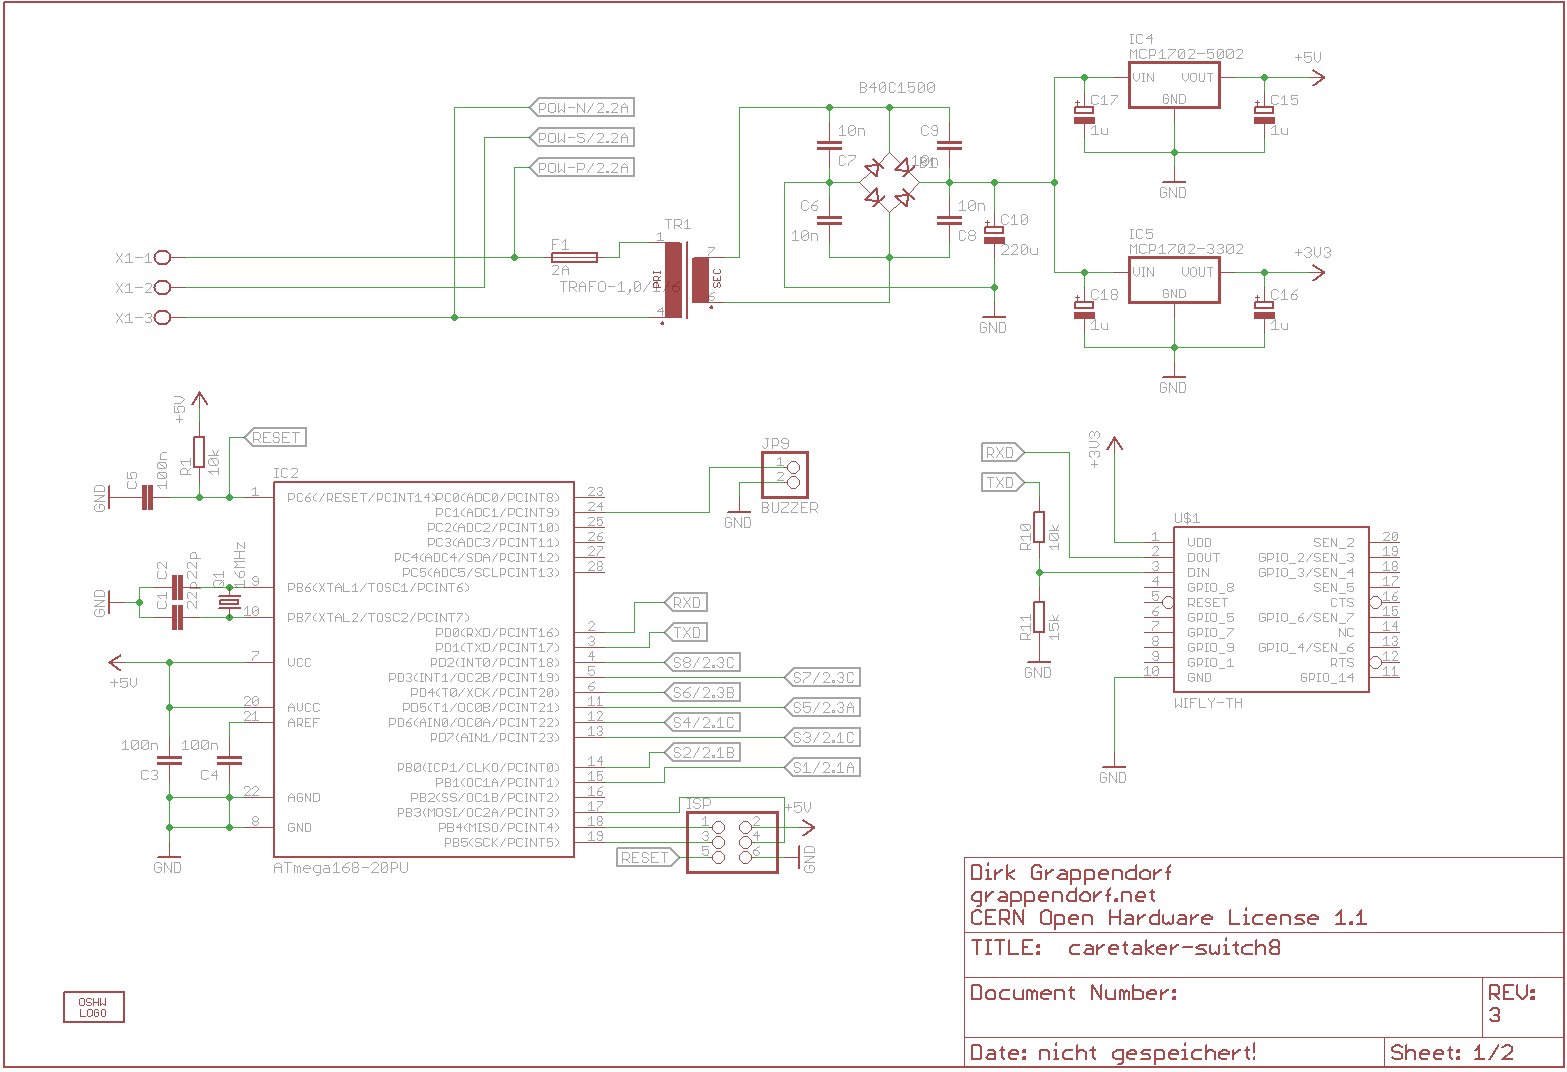 IC4
MCP1702-5002
VIN VOUT
GND
+5V
C17
1u
C15
1u
GND
B40C1500
10n
C7
C9
C6
10n
10n
C8
C10
220u
GND
IC5
MCP1702-3302
VIN VOUT
GND
+3V3
C18
1u
C16
1u
GND
POW-N/2.2A
POW-S/2.2A
POW-P/2.2A
X1-1
X1-2
X1-3
F1
2A
TR1
TRAFO-1,0/1/6
PRI
SEC
1
4
7
6
+5V
R1
10k
RESET
C5
100n
GND
C2
22P
C1
22P
Q1
16MHz
GND
+5V
100n
C3
100n
C4
GND
IC2
1 PC6(/RESET/PCINT14)
9 PB6(XTAL1/TOSC1/PCINT6)
10 PB7(XTAL2/TOSC2/PCINT7)
7 VCC
20 AVCC
21 AREF
22 AGND
8 GND
PC0(ADC0/PCINT8) 23
PC1(ADC1/PCINT9) 24
PC2(ADC2/PCINT10) 25
PC3(ADC3/PCINT11) 26
PC4(ADC4/SDA/PCINT12) 27
PC5(ADC5/SCLPCINT13) 28
PD0(RXD/PCINT16) 2
PD1(TXD/PCINT17) 3
PD2(INT0/PCINT18) 4
PD3(INT1/OC2B/PCINT19) 5
PD4(T0/XCK/PCINT20) 6
PD5(T1/OC0B/PCINT21) 11
PD6(AIN0/OC0A/PCINT22) 12
PD7(AIN1/PCINT23) 13
PB0(ICP1/CLKO/PCINT0) 14
PB1(OC1A/PCINT1) 15
PB2(SS/OC1B/PCINT2) 16
PB3(MOSI/OC2A/PCINT3) 17
PB4(MISO/PCINT4) 18
PB5(SCK/PCINT5) 19
ATmega168-20PU
JP9
1
2
BUZZER
GND
RXD
TXD
S8/2.3C
S7/2.3C
S6/2.3B
S5/2.3A
S4/2.1C
S3/2.1C
S2/2.1B
S1/2.1A
ISP
1 2
3 4
5 6
+5V
GND
RESET
RXD
TXD
+3V3
R10
10k
R11
15k
GND
GND
U$1
1 VDD
2 DOUT
3 DIN
4 GPIO_8
5 RESET
6 GPIO_5
7 GPIO_7
8 GPIO_9
9 GPIO_1
10 GND
SEN_2 20
GPIO_2/SEN_3 19
GPIO_3/SEN_4 18
SEN_5 17
CTS 16
GPIO_6/SEN_7 15
NC 14
GPIO_4/SEN_6 13
RTS 12
GPIO_14 11
WIFLY-TH
OSHW
LOGO
Dirk Grappendorf
grappendorf.net
CERN Open Hardware License 1.1
TITLE: caretaker-switch8
Document Number:
REV:
3
Date: nicht gespeichert!
Sheet: 1/2